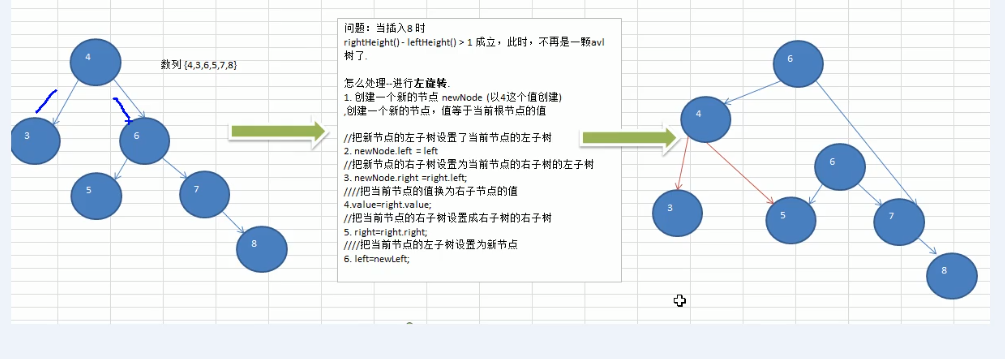 4
数列 {4,3,6,5,7,8}
3
6
5
7
8
问题：当插入8 时
rightHeight() - leftHeight() > 1 成立，此时，不再是一颗avl
树了.
怎么处理--进行左旋转.
1. 创建一个新的节点 newNode (以4这个值创建)
,创建一个新的节点，值等于当前根节点的值
//把新节点的左子树设置了当前节点的左子树
2. newNode.left = left
//把新节点的右子树设置为当前节点的右子树的左子树
3. newNode.right =right.left;
////把当前节点的值换为右子节点的值
4.value=right.value;
//把当前节点的右子树设置成右子树的右子树
5. right=right.right;
////把当前节点的左子树设置为新节点
6. left=newLeft;
6
4
6
3
5
7
8